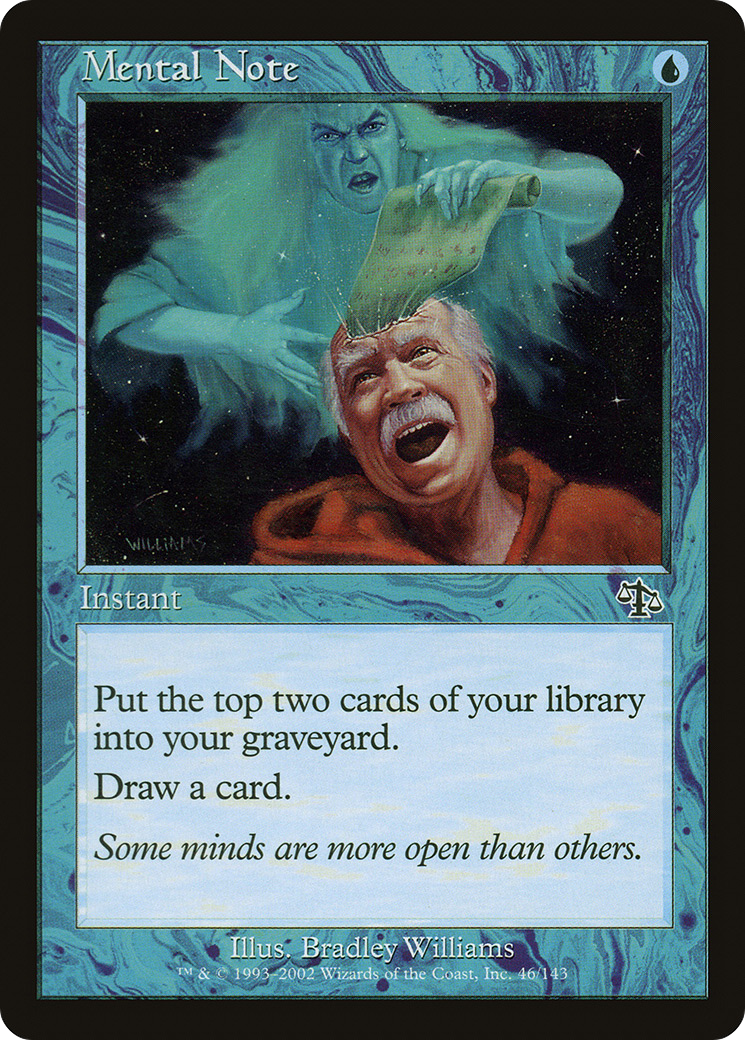 Mental Note
WILLIAMS
Instant
Put the top two cards of your library
into your graveyard.
Draw a card.
Some minds are more open than others.
Illus. Bradley Williams
™ & © 1993–2002 Wizards of the Coast, Inc. 46/143